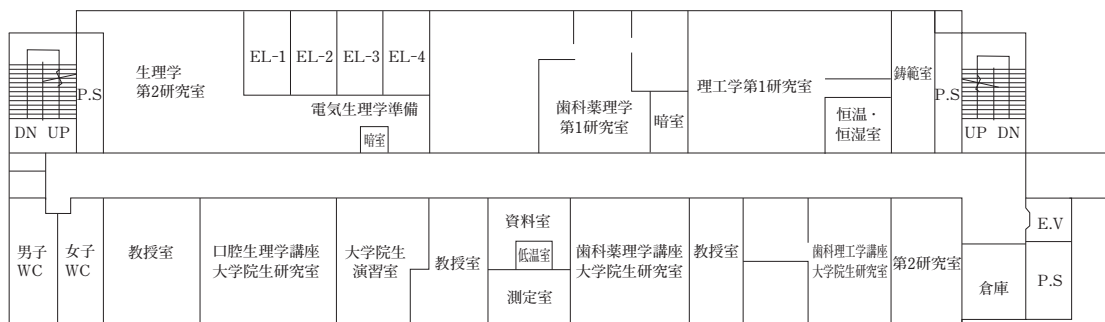 生理学
第2研究室
EL-1
EL-2
EL-3
EL-4
電気生理学準備
暗室
歯科薬理学
第1研究室
暗室
理工学第1研究室
恒温・
恒湿室
鋳範室
P.S
P.S
DN UP
UP DN
男子
WC
女子
WC
教授室
口腔生理学講座
大学院生研究室
大学院生
演習室
教授室
資料室
低温室
測定室
歯科薬理学講座
大学院生研究室
教授室
歯科理工学講座
大学院生研究室
第2研究室
倉庫
E.V
P.S